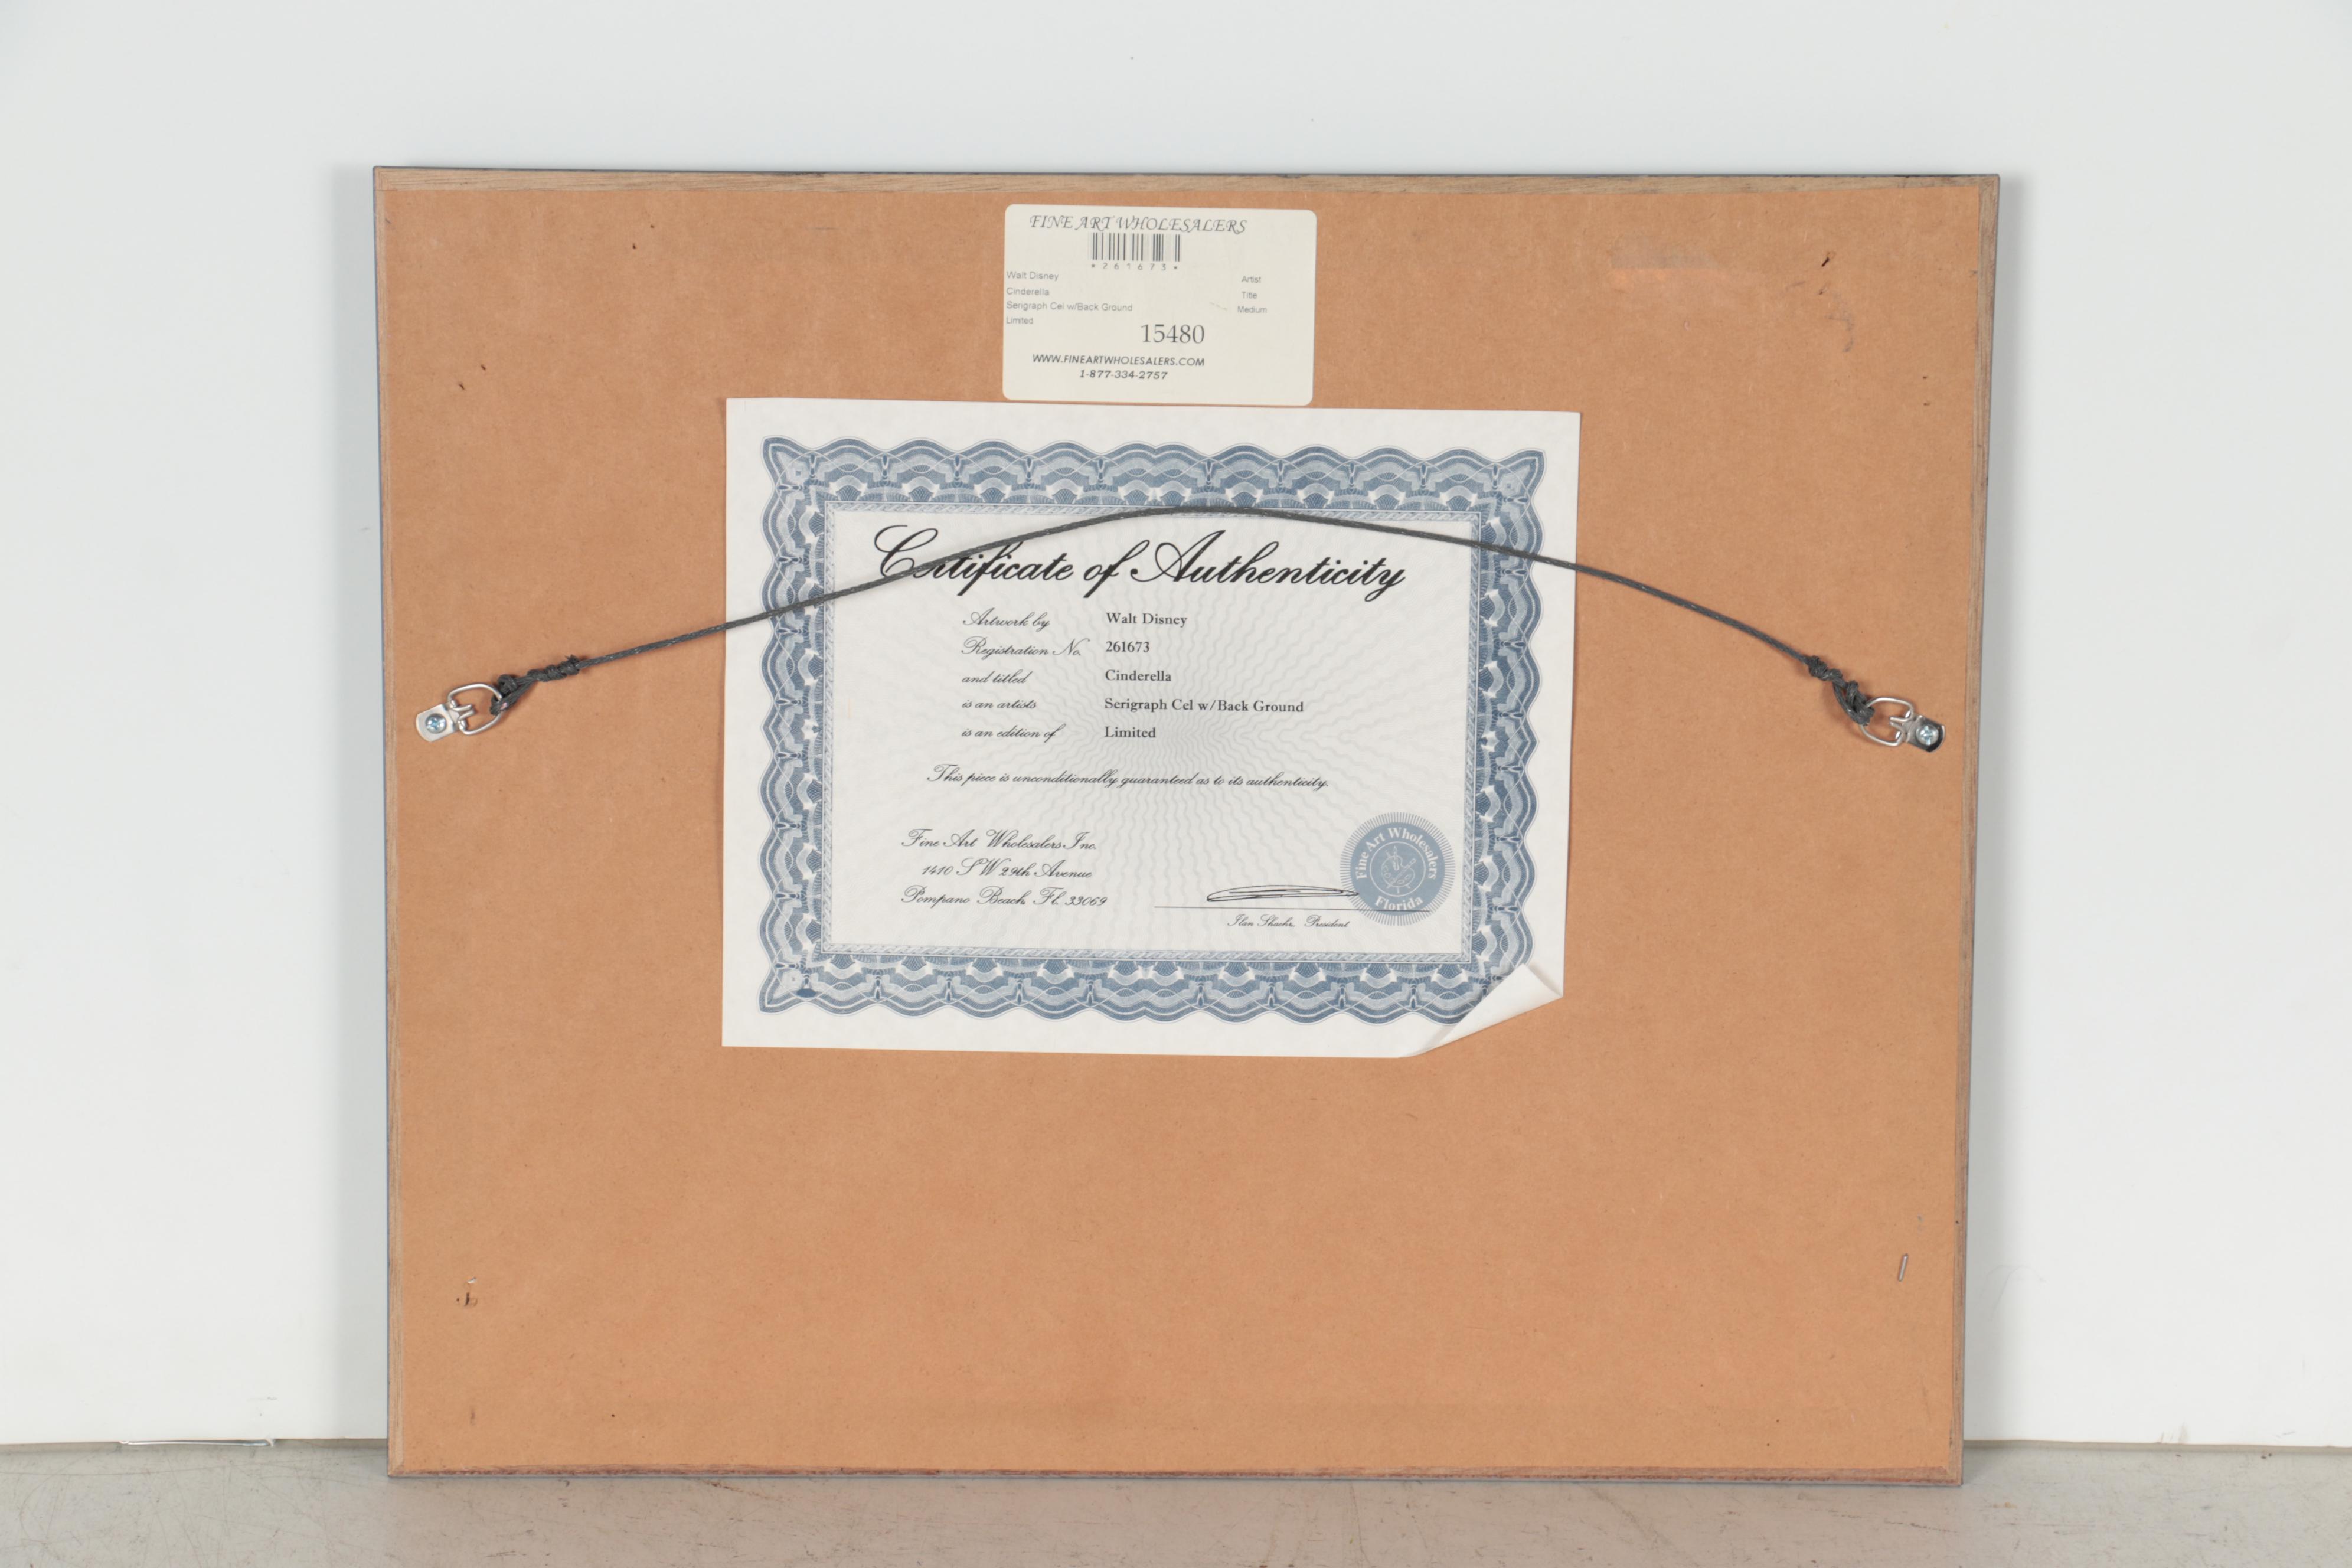 FINE ART WHOLESALERS
*261673*
Walt Disney Artist
Cinderella Title
Serigraph Cel w/Back Ground Medium
Limited
15480
WWW.FINEARTWHOLESALERS.COM
1-877-334-2757
Certificate of Authenticity
Artwork by Walt Disney
Registration No. 261673
and titled Cinderella
is an artists Serigraph Cel w/Back Ground
is an edition of Limited
This piece is unconditionally guaranteed as to its authenticity.
Fine Art Wholesalers Inc.
1410 SW 29th Avenue
Pompano Beach, Fl. 33069
Fine Art Wholesalers
Florida
Ilan Shachr, President